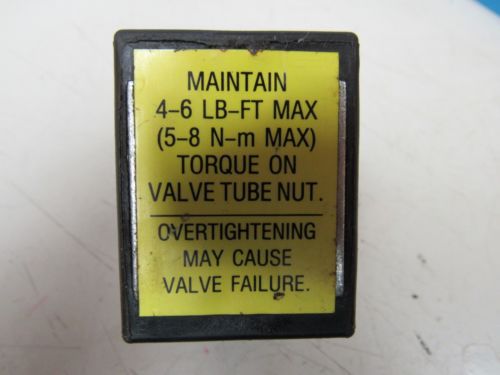 MAINTAIN
4-6 LB-FT MAX
(5-8 N-m MAX)
TORQUE ON
VALVE TUBE NUT.
OVERTIGHTENING
MAY CAUSE
VALVE FAILURE.